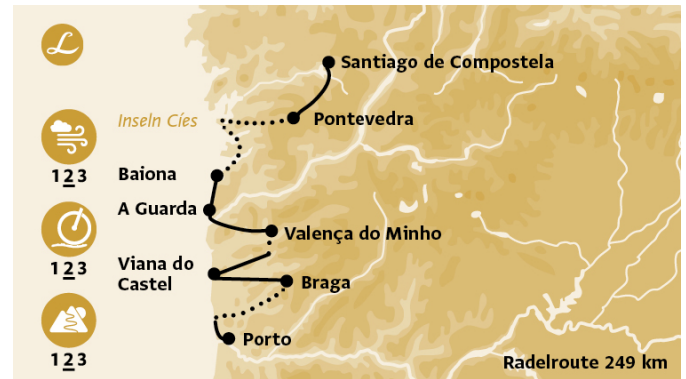 L
Santiago de Compostela
Inseln Cíes
Pontevedra
1 2 3
Baiona
A Guarda
Valença do Minho
1 2 3
Viana do
Castel
Braga
Porto
1 2 3
Radelroute 249 km